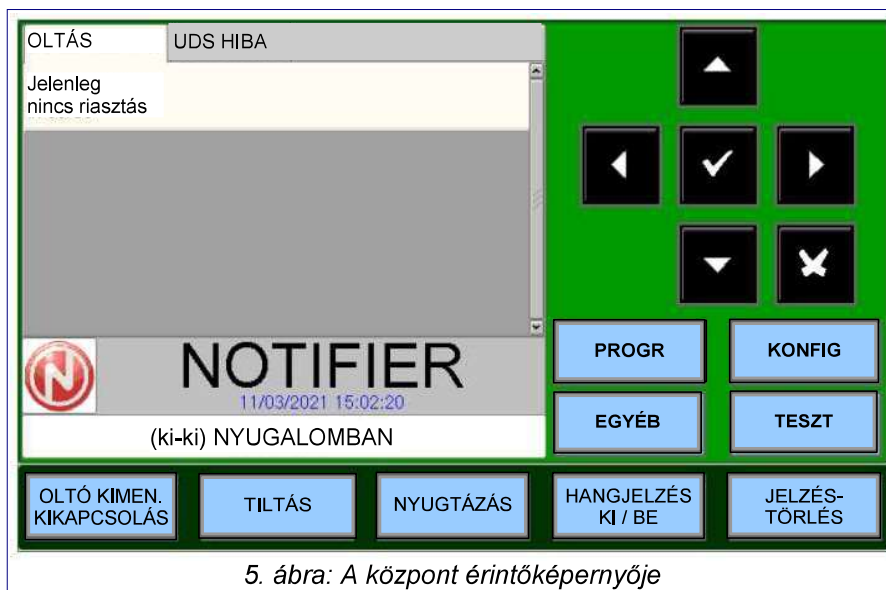 OLTÁS
UDS HIBA
Jelenleg
nincs riasztás
N
NOTIFIER
11/03/2021 15:02:20
(ki-ki) NYUGALOMBAN
PROGR
KONFIG
EGYÉB
TESZT
OLTÓ KIMEN.
KIKAPCSOLÁS
TILTÁS
NYUGTÁZÁS
HANGJELZÉS
KI / BE
JELZÉS-
TÖRLÉS
5. ábra: A központ érintőképernyője